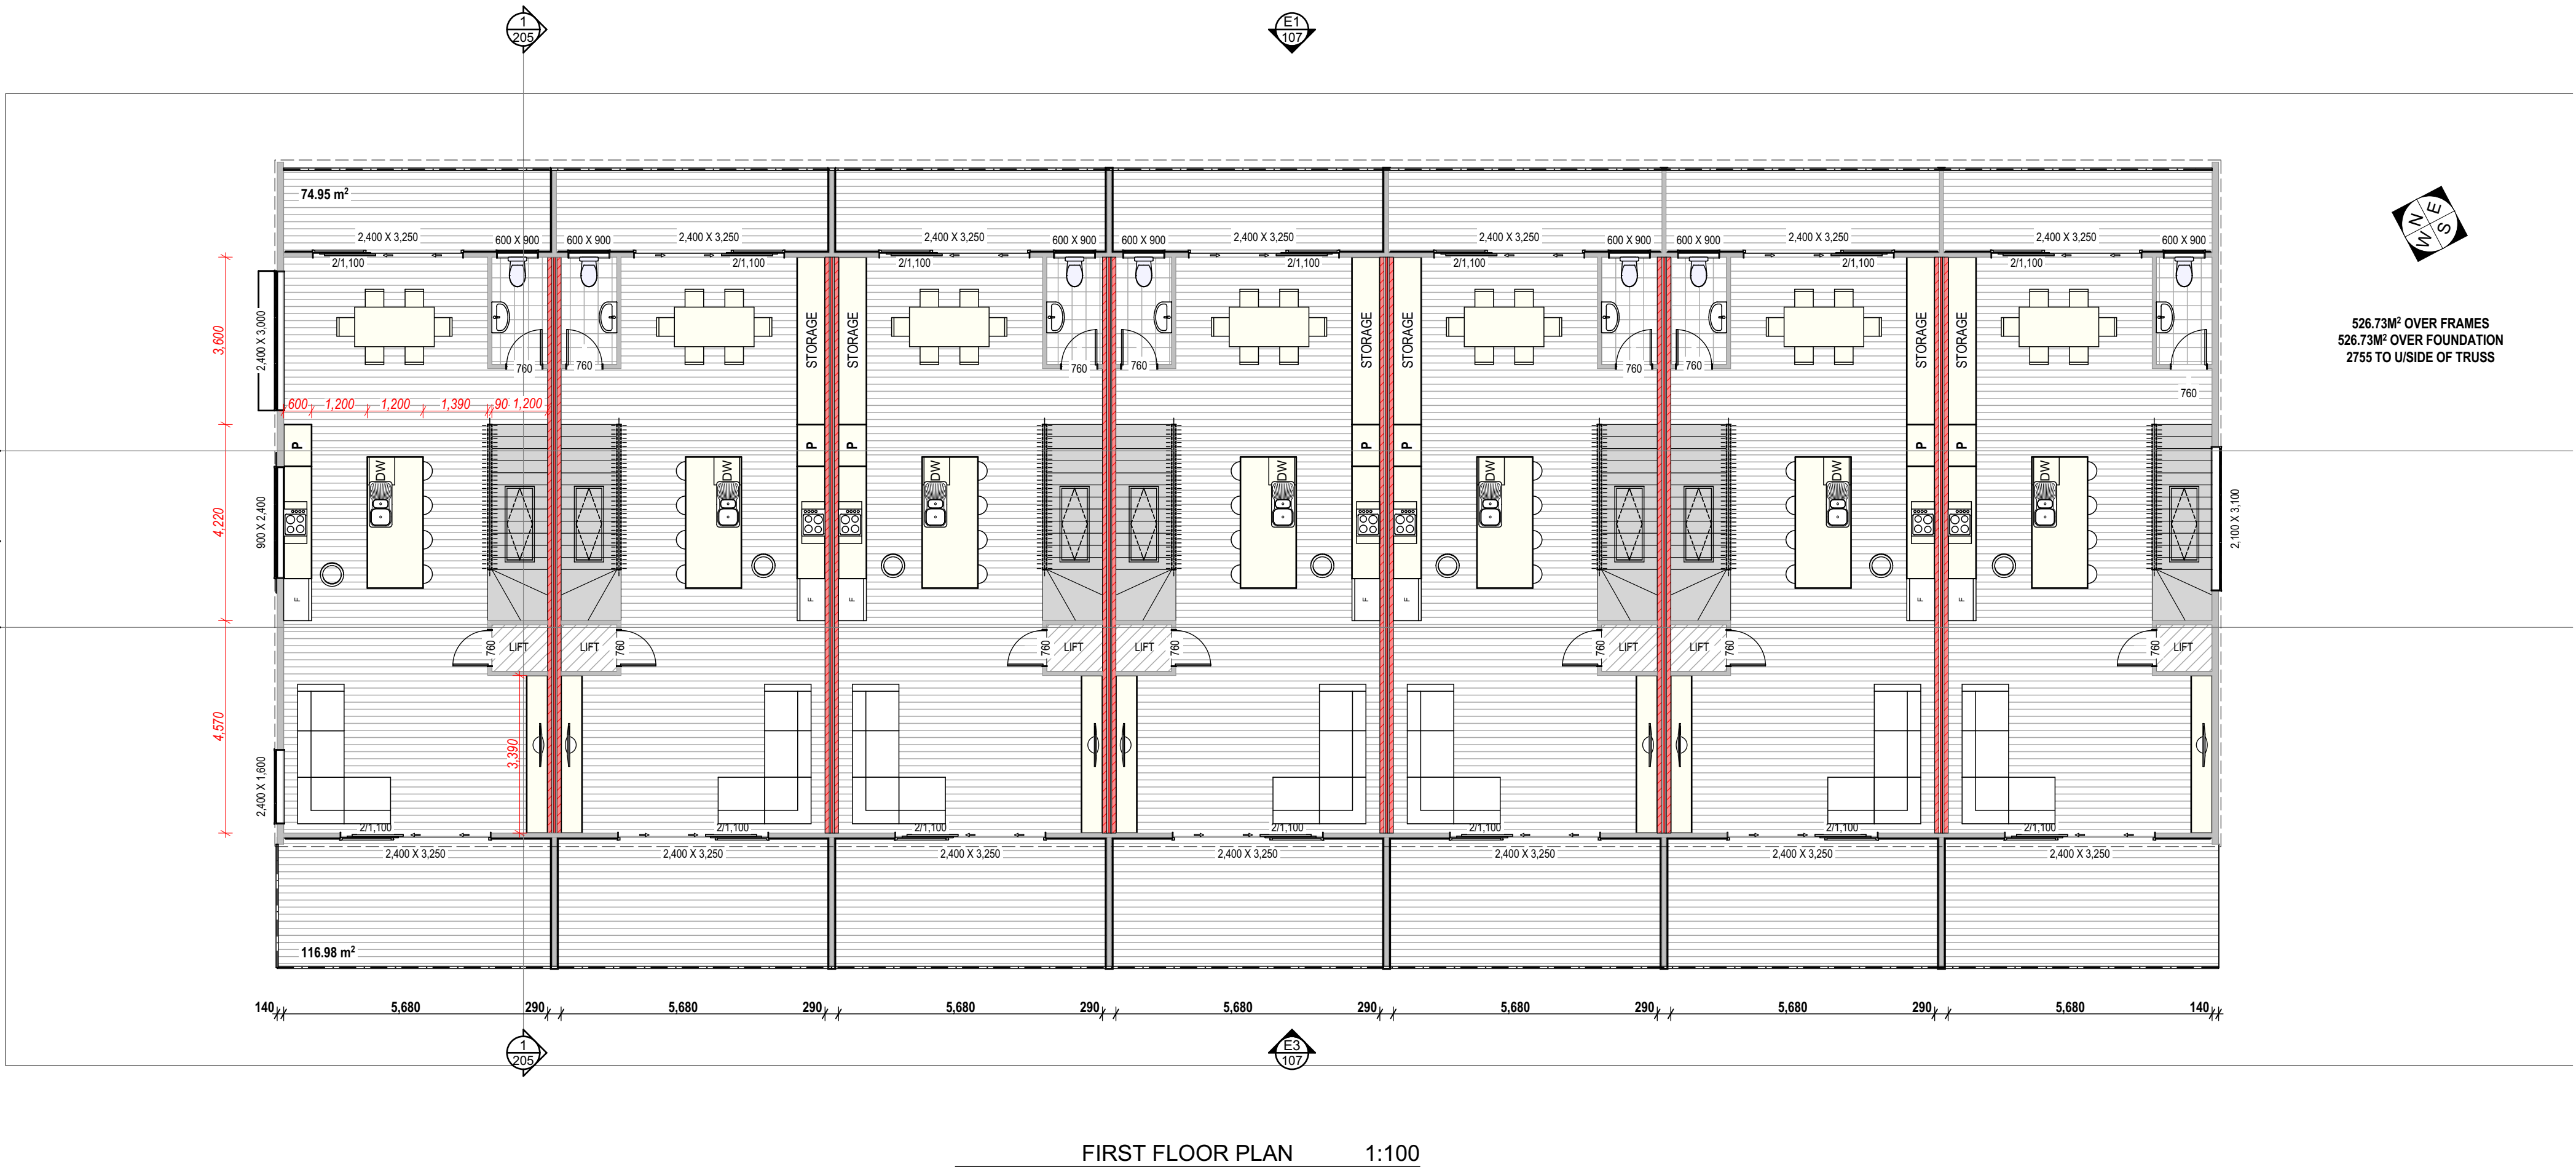 1
205
E1
107
74.95 m²
2,400 X 3,250 600 X 900 600 X 900 2,400 X 3,250 2,400 X 3,250 600 X 900 600 X 900 2,400 X 3,250 2,400 X 3,250 600 X 900 600 X 900 2,400 X 3,250 2,400 X 3,250 600 X 900
2/1,100 2/1,100 2/1,100 2/1,100 2/1,100 2/1,100 2/1,100
W N
S E
526.73M² OVER FRAMES
526.73M² OVER FOUNDATION
2755 TO U/SIDE OF TRUSS
3,600
2,400 X 3,000
STORAGE STORAGE STORAGE STORAGE STORAGE STORAGE
760 760 760 760 760 760 760
600 1,200 1,200 1,390 90 1,200
P P P P P P P
DW DW DW DW DW DW DW
4,220
900 X 2,400
2,100 X 3,100
F F F F F F F
760 LIFT LIFT 760 760 LIFT LIFT 760 760 LIFT LIFT 760 760 LIFT
4,570
2,400 X 1,600
3,390
2/1,100 2/1,100 2/1,100 2/1,100 2/1,100 2/1,100 2/1,100
2,400 X 3,250 2,400 X 3,250 2,400 X 3,250 2,400 X 3,250 2,400 X 3,250 2,400 X 3,250 2,400 X 3,250
116.98 m²
140 5,680 290 5,680 290 5,680 290 5,680 290 5,680 290 5,680 290 5,680 140
1
205
E3
107
FIRST FLOOR PLAN 1:100